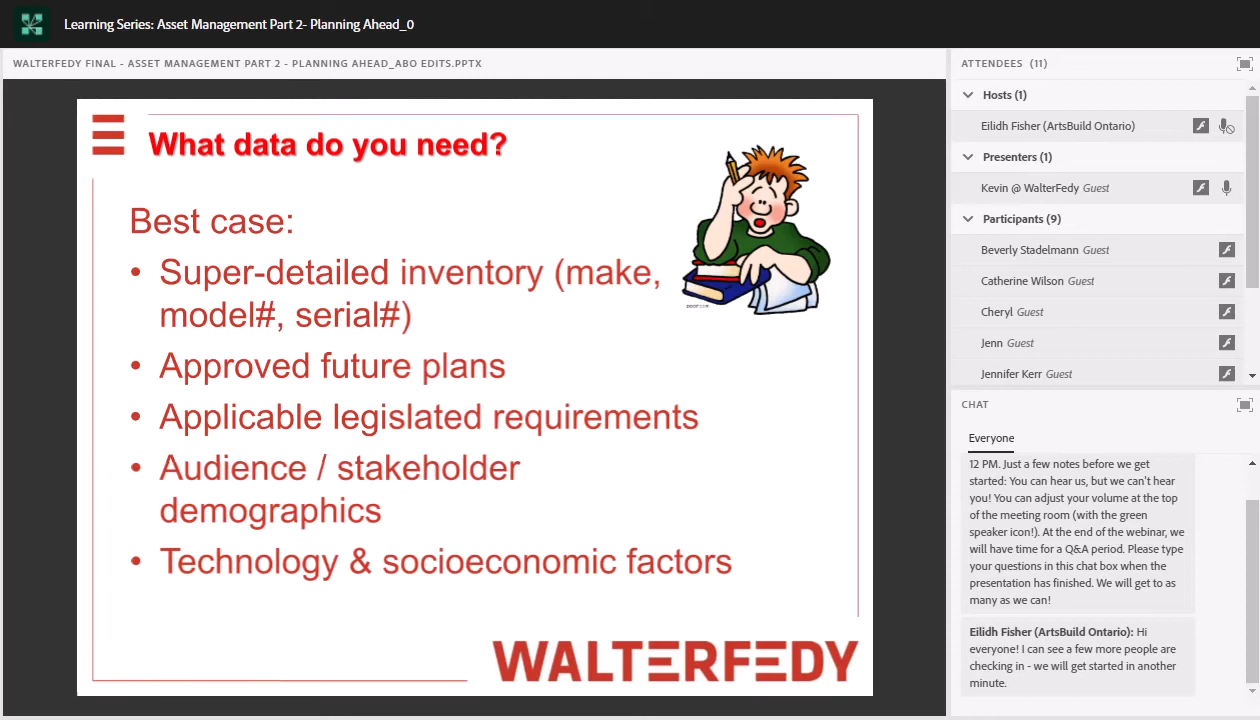 Learning Series: Asset Management Part 2- Planning Ahead_0
WALTERFEDY FINAL - ASSET MANAGEMENT PART 2 - PLANNING AHEAD_ABO EDITS.PPTX
What data do you need?
Best case:
• Super-detailed inventory (make,
model#, serial#)
• Approved future plans
• Applicable legislated requirements
• Audience / stakeholder
demographics
• Technology & socioeconomic factors
WALTERFEDY
ATTENDEES (11)
Hosts (1)
Eilidh Fisher (ArtsBuild Ontario)
Presenters (1)
Kevin @ WalterFedy Guest
Participants (9)
Beverly Stadelmann Guest
Catherine Wilson Guest
Cheryl Guest
Jenn Guest
Jennifer Kerr Guest
CHAT
Everyone
12 PM. Just a few notes before we get
started: You can hear us, but we can't hear
you! You can adjust your volume at the top
of the meeting room (with the green
speaker icon!). At the end of the webinar, we
will have time for a Q&A period. Please type
your questions in this chat box when the
presentation has finished. We will get to as
many as we can!
Eilidh Fisher (ArtsBuild Ontario): Hi
everyone! I can see a few more people are
checking in - we will get started in another
minute.